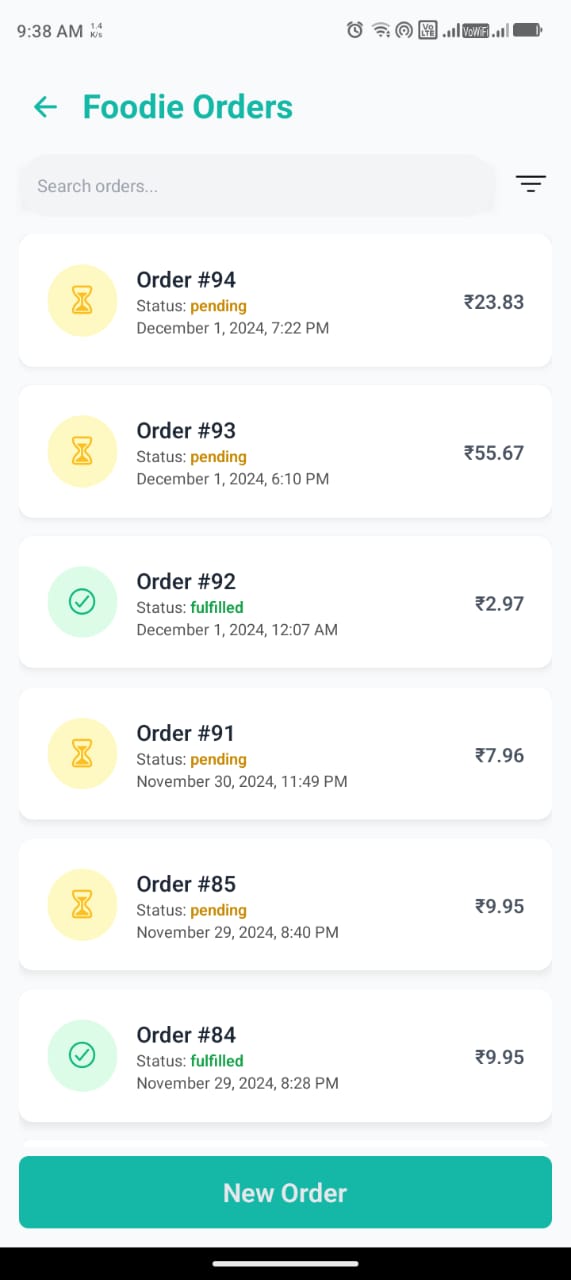 9:38 AM 1.4 K/s Vo LTE VoWiFi
Foodie Orders
Search orders...
Order #94
Status: pending
December 1, 2024, 7:22 PM
₹23.83
Order #93
Status: pending
December 1, 2024, 6:10 PM
₹55.67
Order #92
Status: fulfilled
December 1, 2024, 12:07 AM
₹2.97
Order #91
Status: pending
November 30, 2024, 11:49 PM
₹7.96
Order #85
Status: pending
November 29, 2024, 8:40 PM
₹9.95
Order #84
Status: fulfilled
November 29, 2024, 8:28 PM
₹9.95
New Order